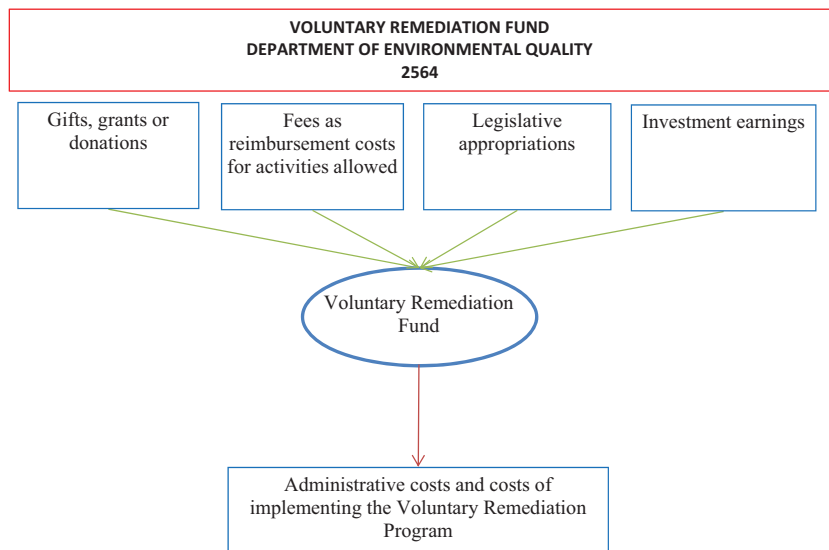 VOLUNTARY REMEDIATION FUND
DEPARTMENT OF ENVIRONMENTAL QUALITY
2564
Gifts, grants or
donations
Fees as
reimbursement costs
for activities allowed
Legislative
appropriations
Investment earnings
Voluntary Remediation
Fund
Administrative costs and costs of
implementing the Voluntary Remediation
Program